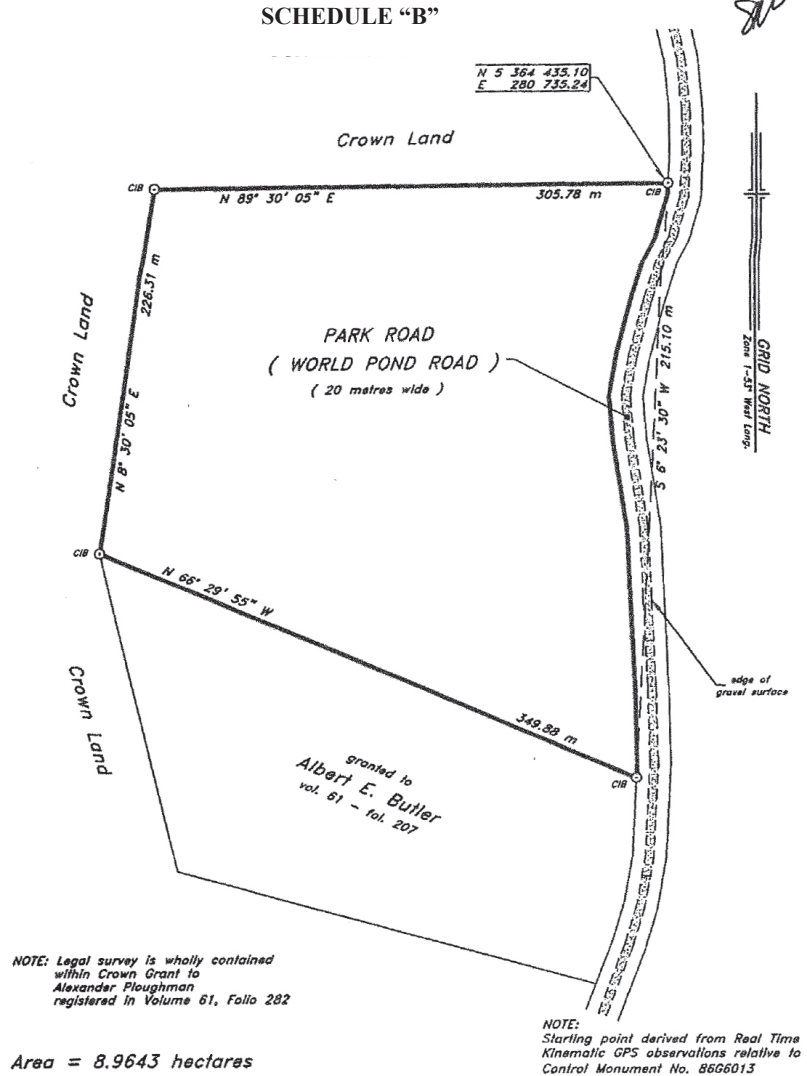 SCHEDULE “B”
N 5 364 435.10
E 280 735.24
Crown Land
CIB
N 89° 30' 05" E
305.78 m
CIB
226.31 m
Crown Land
N 8° 30' 05" E
PARK ROAD
( WORLD POND ROAD )
( 20 metres wide )
S 6° 23' 30" W 215.10 m
GRID NORTH
Zone 1-53° West Long.
CIB
N 66° 29' 55" W
349.88 m
edge of
gravel surface
CIB
Crown Land
granted to
Albert E. Butler
vol. 61 - fol. 207
NOTE: Legal survey is wholly contained
within Crown Grant to
Alexander Ploughman
registered in Volume 61, Folio 282
Area = 8.9643 hectares
NOTE:
Starting point derived from Real Time
Kinematic GPS observations relative to
Control Monument No. 86G6013